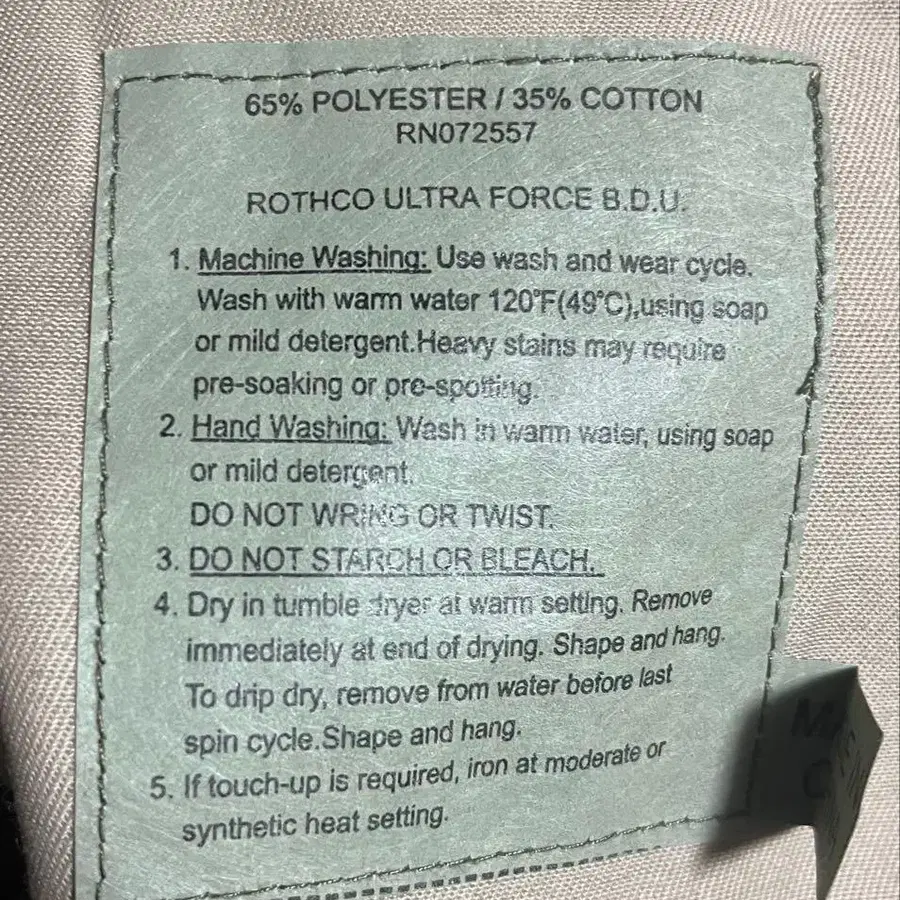 65% POLYESTER / 35% COTTON
RN072557
ROTHCO ULTRA FORCE B.D.U.
1. Machine Washing: Use wash and wear cycle.
Wash with warm water 120°F(49°C),using soap
or mild detergent.Heavy stains may require
pre-soaking or pre-spotting.
2. Hand Washing: Wash in warm water, using soap
or mild detergent.
DO NOT WRING OR TWIST.
3. DO NOT STARCH OR BLEACH.
4. Dry in tumble dryer at warm setting. Remove
immediately at end of drying. Shape and hang.
To drip dry, remove from water before last
spin cycle.Shape and hang.
5. If touch-up is required, iron at moderate or
synthetic heat setting.